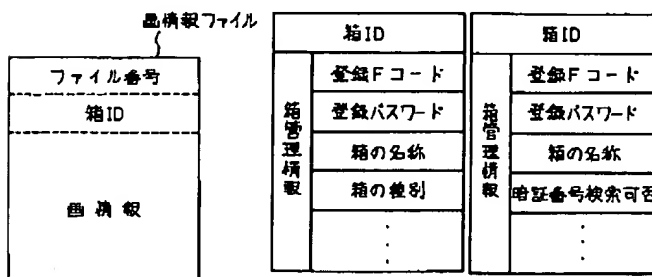 画情報ファイル
ファイル番号
箱ID
画情報
箱ID
箱管理情報
登録Fコード
登録パスワード
箱の名称
箱の種別
箱ID
箱管理情報
登録Fコード
登録パスワード
箱の名称
暗証番号検索可否